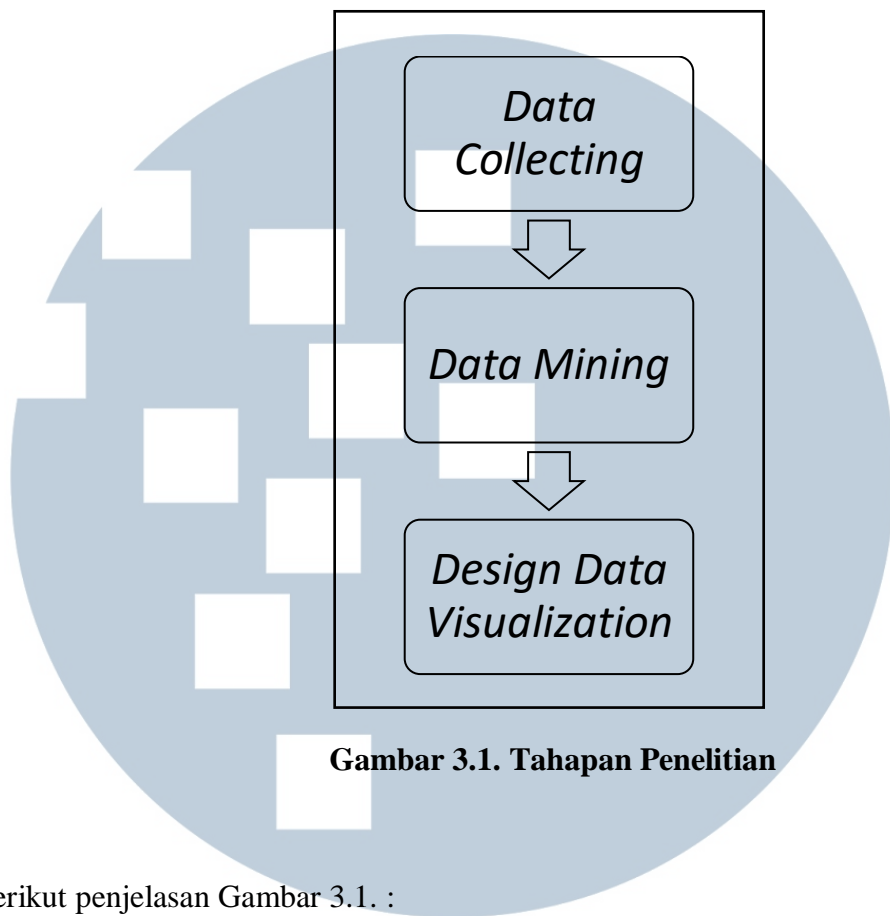 Data
Collecting
Data Mining
Design Data
Visualization
Gambar 3.1. Tahapan Penelitian
erikut penjelasan Gambar 3.1. :